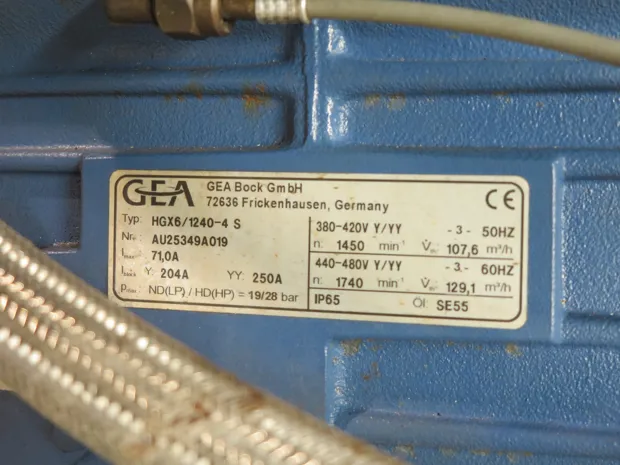 GEA
GEA Bock GmbH
72636 Frickenhausen, Germany
CE
Typ: HGX6/1240-4 S
Nr.: AU25349A019
I max: 71,0A
Y: 204A YY: 250A
ND(LP) / HD(HP) = 19/28 bar
380-420V Y/YY -3- 50HZ
n: 1450 min⁻¹ V̇ 107,6 m³/h
440-480V Y/YY -3- 60HZ
n: 1740 min⁻¹ V̇ 129,1 m³/h
IP65 Öl: SE55